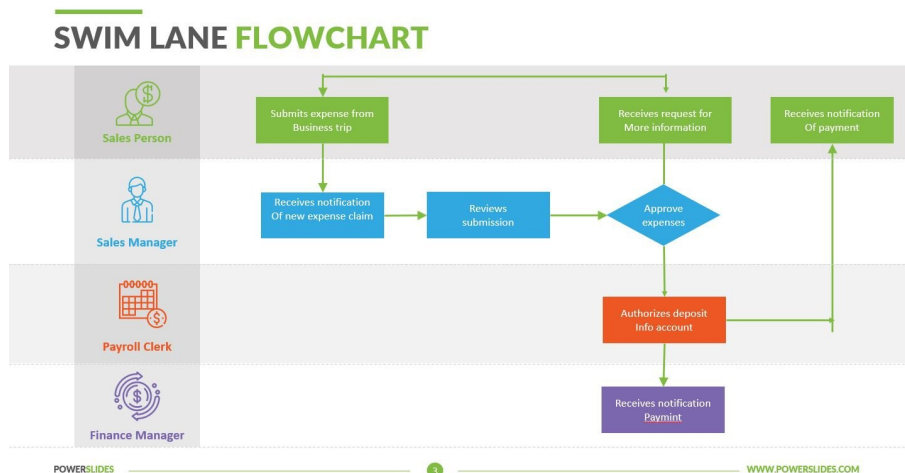 SWIM LANE FLOWCHART
Sales Person
Submits expense from
Business trip
Receives request for
More information
Receives notification
Of payment
Sales Manager
Receives notification
Of new expense claim
Reviews
submission
Approve
expenses
Payroll Clerk
Authorizes deposit
Info account
Finance Manager
Receives notification
Paymint
POWERSLIDES
3
WWW.POWERSLIDES.COM